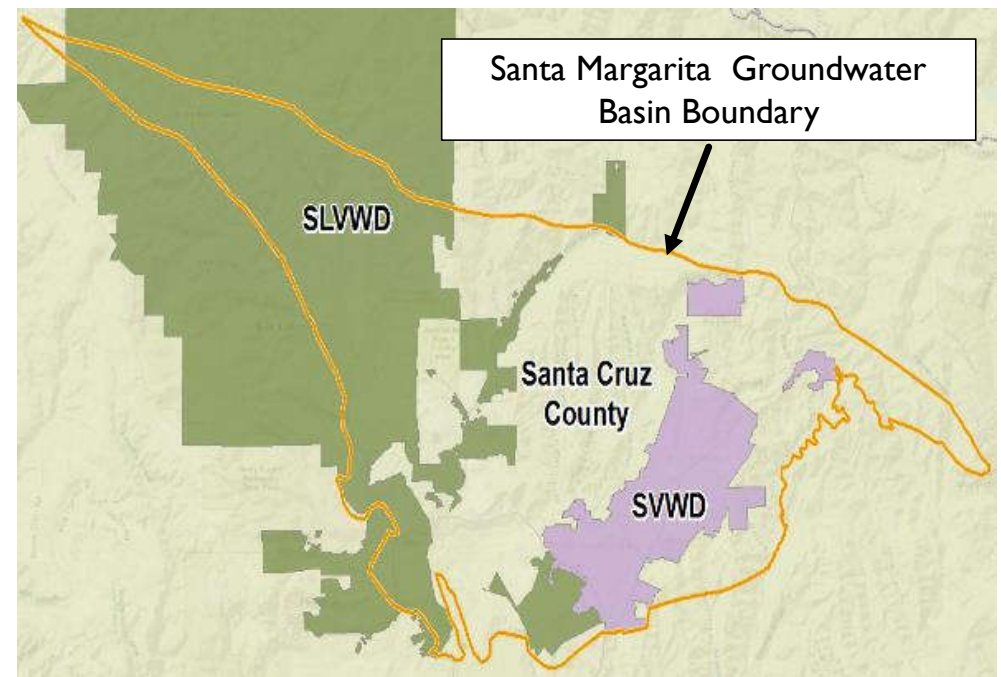 Santa Margarita Groundwater
Basin Boundary
SLVWD
Santa Cruz
County
SVWD